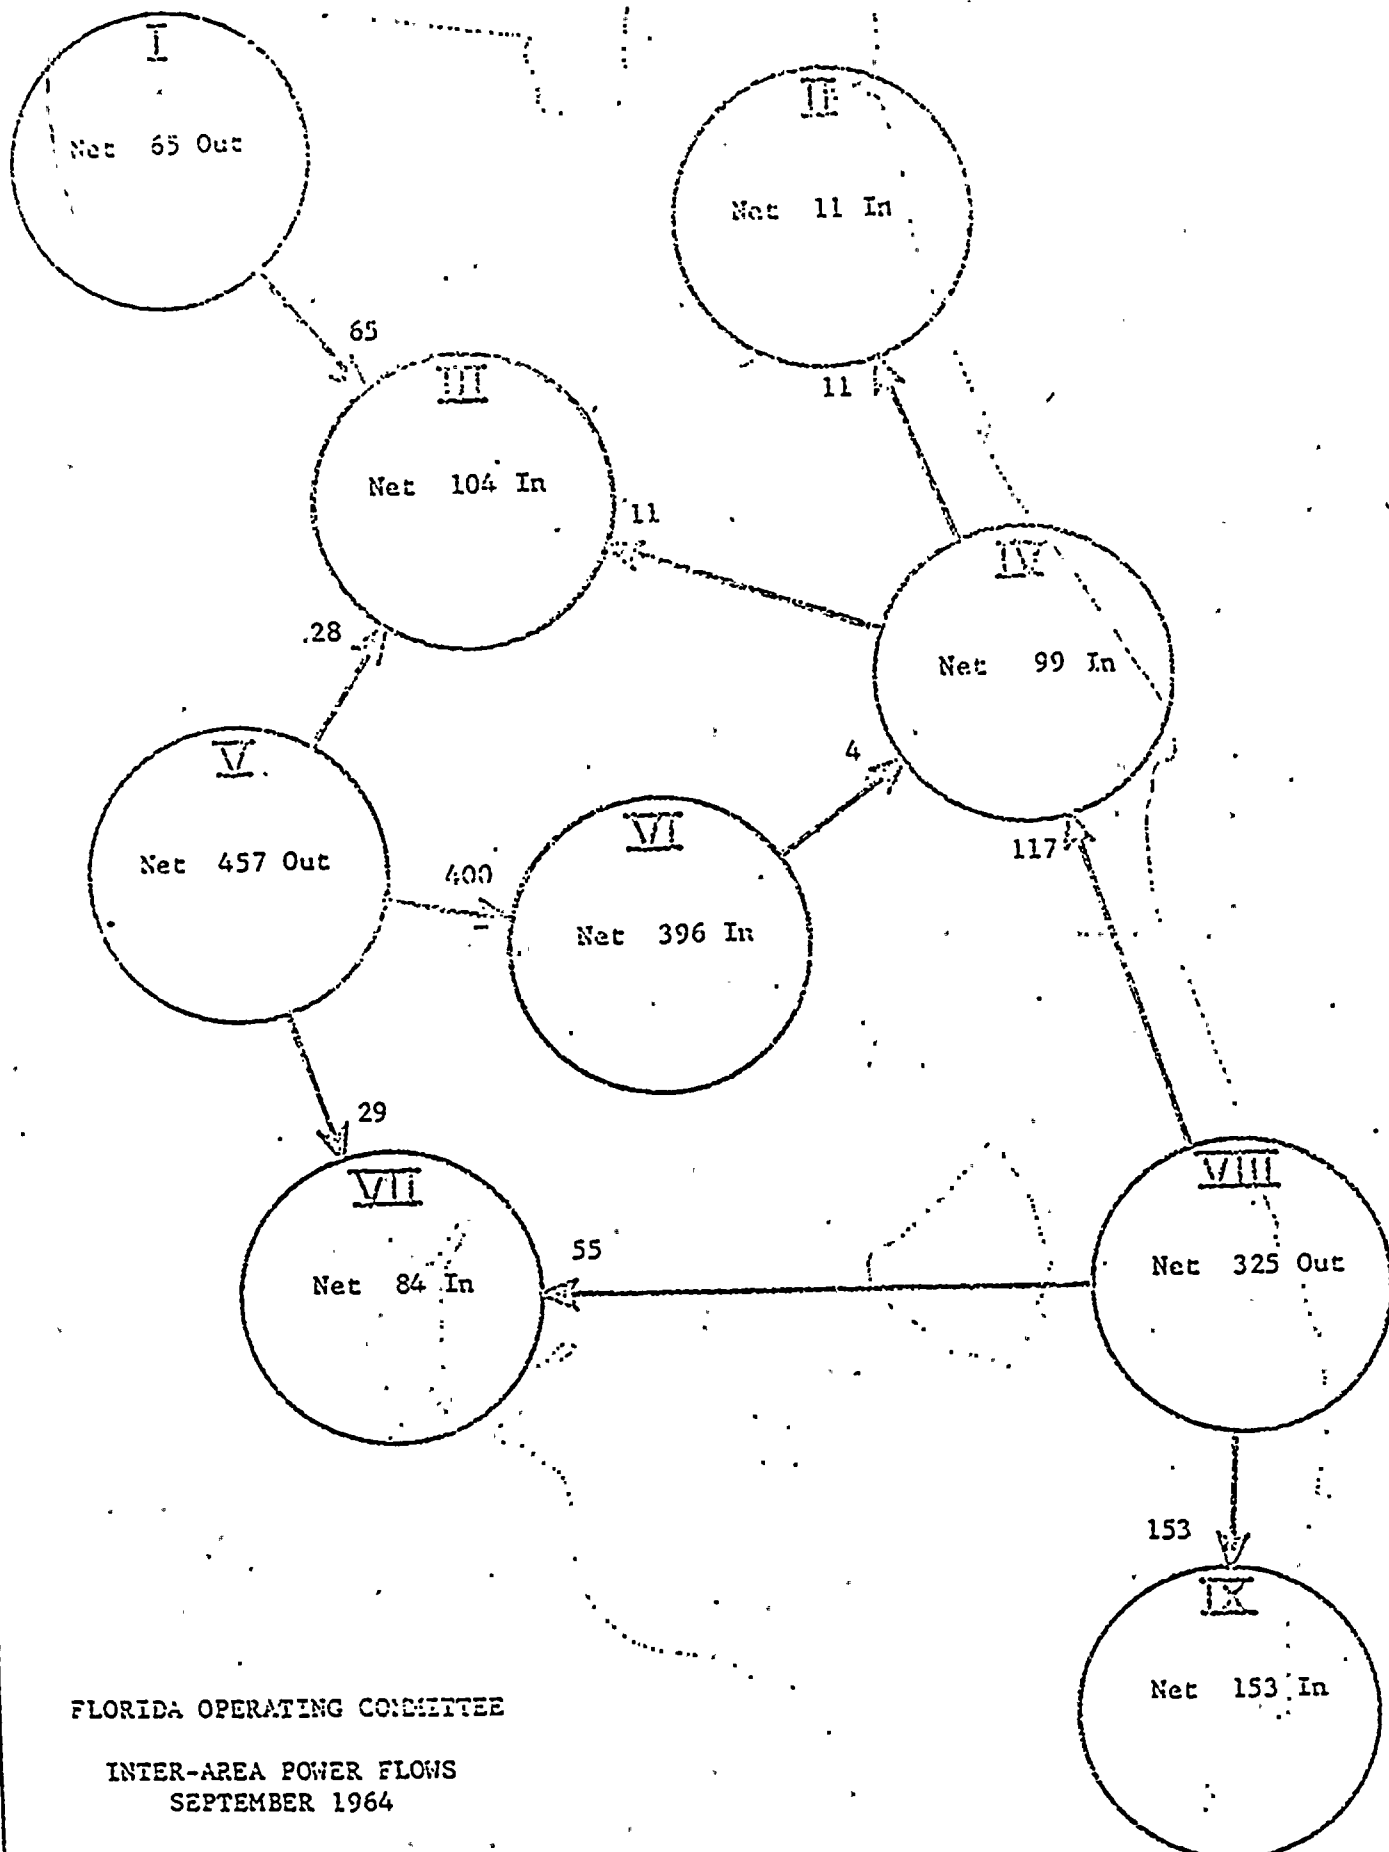 I
Net 65 Out
II
Net 11 In
65
11
III
Net 104 In
11
IV
Net 99 In
28
V
Net 457 Out
4
117
VI
Net 396 In
400
29
VII
Net 84 In
55
VIII
Net 325 Out
153
IX
Net 153 In
FLORIDA OPERATING COMMITTEE
INTER-AREA POWER FLOWS
SEPTEMBER 1964